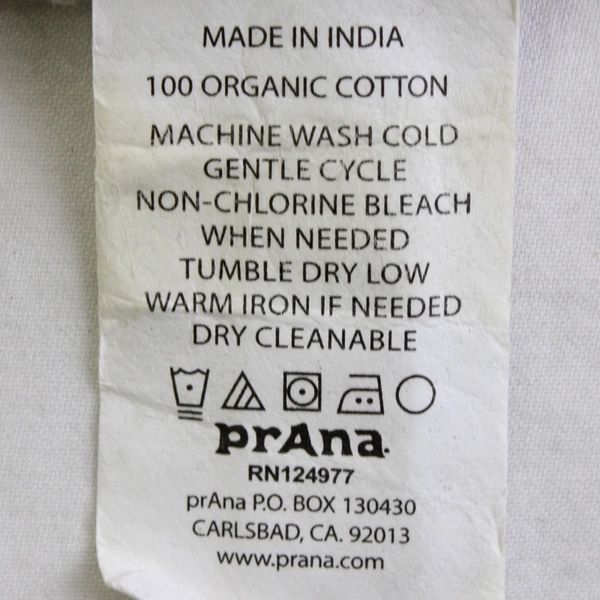 MADE IN INDIA
100 ORGANIC COTTON
MACHINE WASH COLD
GENTLE CYCLE
NON-CHLORINE BLEACH
WHEN NEEDED
TUMBLE DRY LOW
WARM IRON IF NEEDED
DRY CLEANABLE
prAna
RN124977
prAna P.O. BOX 130430
CARLSBAD, CA. 92013
www.prana.com